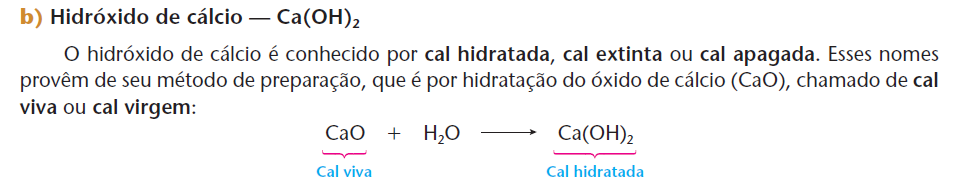 b) Hidróxido de cálcio — Ca(OH)₂
O hidróxido de cálcio é conhecido por cal hidratada, cal extinta ou cal apagada. Esses nomes
provêm de seu método de preparação, que é por hidratação do óxido de cálcio (CaO), chamado de cal
viva ou cal virgem:
CaO + H₂O ⟶ Ca(OH)₂
Cal viva Cal hidratada